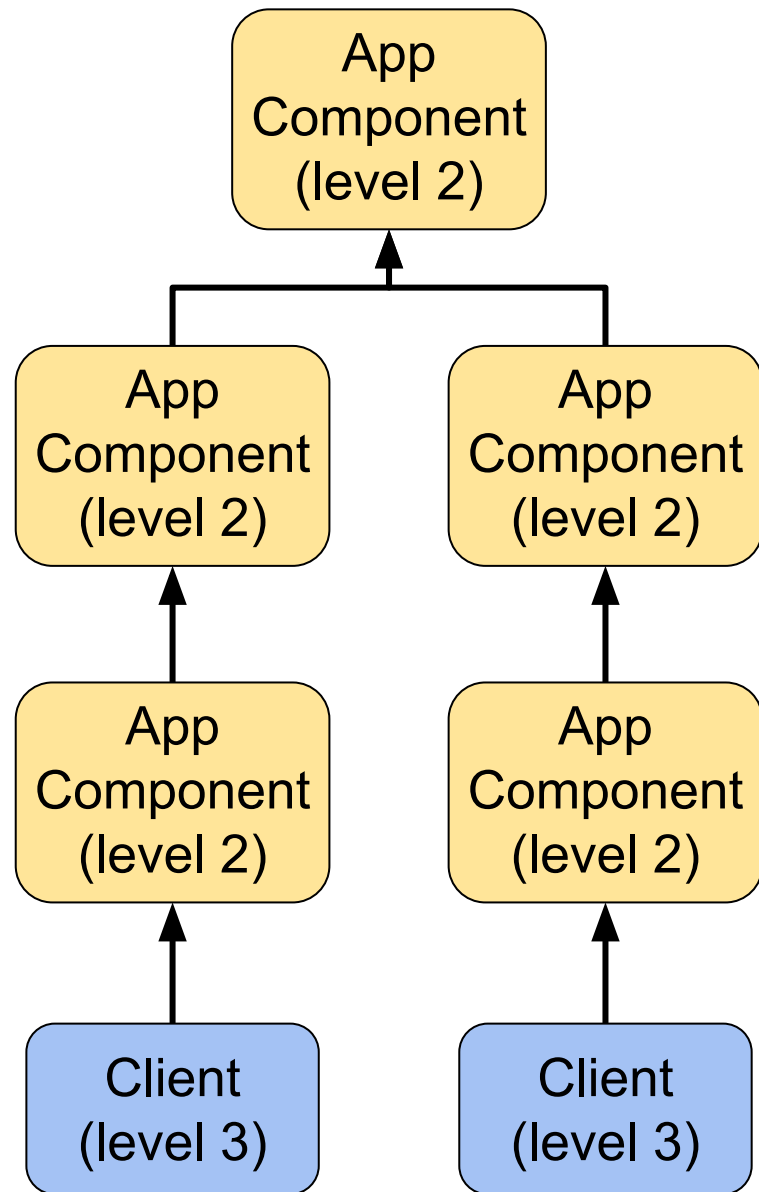 App
Component
(level 2)
App
Component
(level 2)
App
Component
(level 2)
App
Component
(level 2)
App
Component
(level 2)
Client
(level 3)
Client
(level 3)